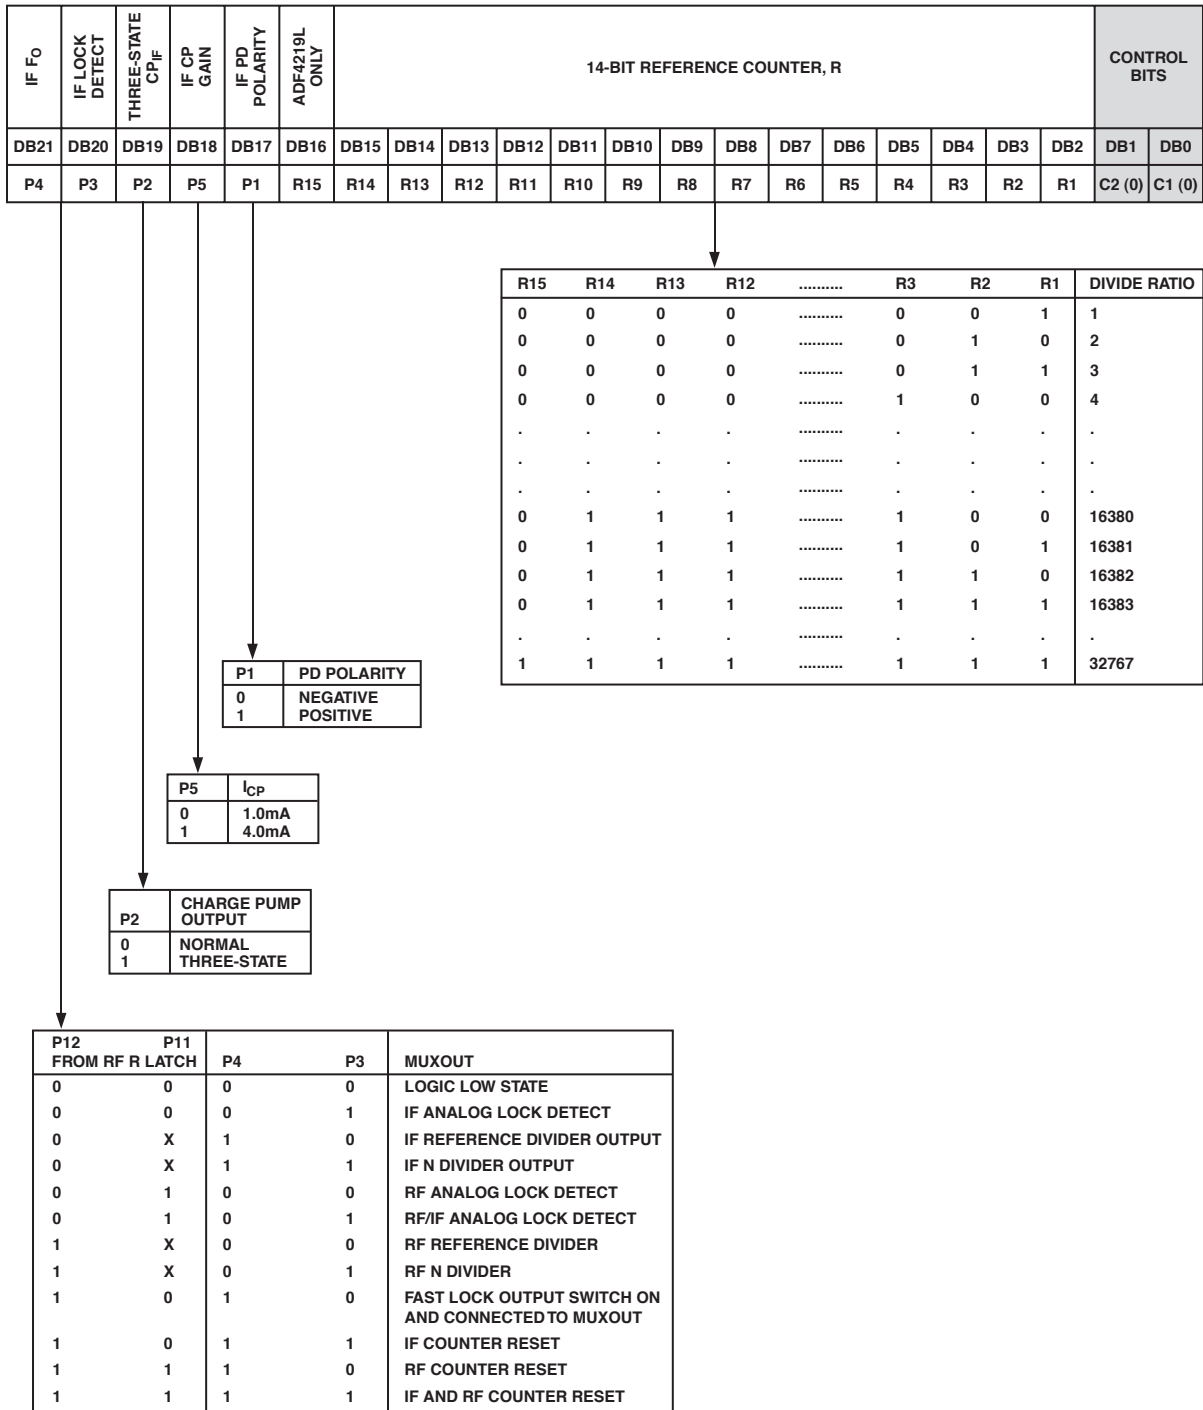 IF FO
IF LOCK DETECT
THREE-STATE CPIF
IF CP GAIN
IF PD POLARITY
ADF4219L ONLY
14-BIT REFERENCE COUNTER, R
CONTROL BITS
DB21 DB20 DB19 DB18 DB17 DB16 DB15 DB14 DB13 DB12 DB11 DB10 DB9 DB8 DB7 DB6 DB5 DB4 DB3 DB2 DB1 DB0
P4 P3 P2 P5 P1 R15 R14 R13 R12 R11 R10 R9 R8 R7 R6 R5 R4 R3 R2 R1 C2 (0) C1 (0)
R15 R14 R13 R12 .......... R3 R2 R1 DIVIDE RATIO
0 0 0 0 .......... 0 0 1 1
0 0 0 0 .......... 0 1 0 2
0 0 0 0 .......... 0 1 1 3
0 0 0 0 .......... 1 0 0 4
. . . . .......... . . . .
. . . . .......... . . . .
. . . . .......... . . . .
0 1 1 1 .......... 1 0 0 16380
0 1 1 1 .......... 1 0 1 16381
0 1 1 1 .......... 1 1 0 16382
0 1 1 1 .......... 1 1 1 16383
. . . . .......... . . . .
1 1 1 1 .......... 1 1 1 32767
P1 PD POLARITY
0 NEGATIVE
1 POSITIVE
P5 ICP
0 1.0mA
1 4.0mA
P2 CHARGE PUMP OUTPUT
0 NORMAL
1 THREE-STATE
P12 P11
FROM RF R LATCH P4 P3 MUXOUT
0 0 0 0 LOGIC LOW STATE
0 0 0 1 IF ANALOG LOCK DETECT
0 X 1 0 IF REFERENCE DIVIDER OUTPUT
0 X 1 1 IF N DIVIDER OUTPUT
0 1 0 0 RF ANALOG LOCK DETECT
0 1 0 1 RF/IF ANALOG LOCK DETECT
1 X 0 0 RF REFERENCE DIVIDER
1 X 0 1 RF N DIVIDER
1 0 1 0 FAST LOCK OUTPUT SWITCH ON
AND CONNECTED TO MUXOUT
1 0 1 1 IF COUNTER RESET
1 1 1 0 RF COUNTER RESET
1 1 1 1 IF AND RF COUNTER RESET